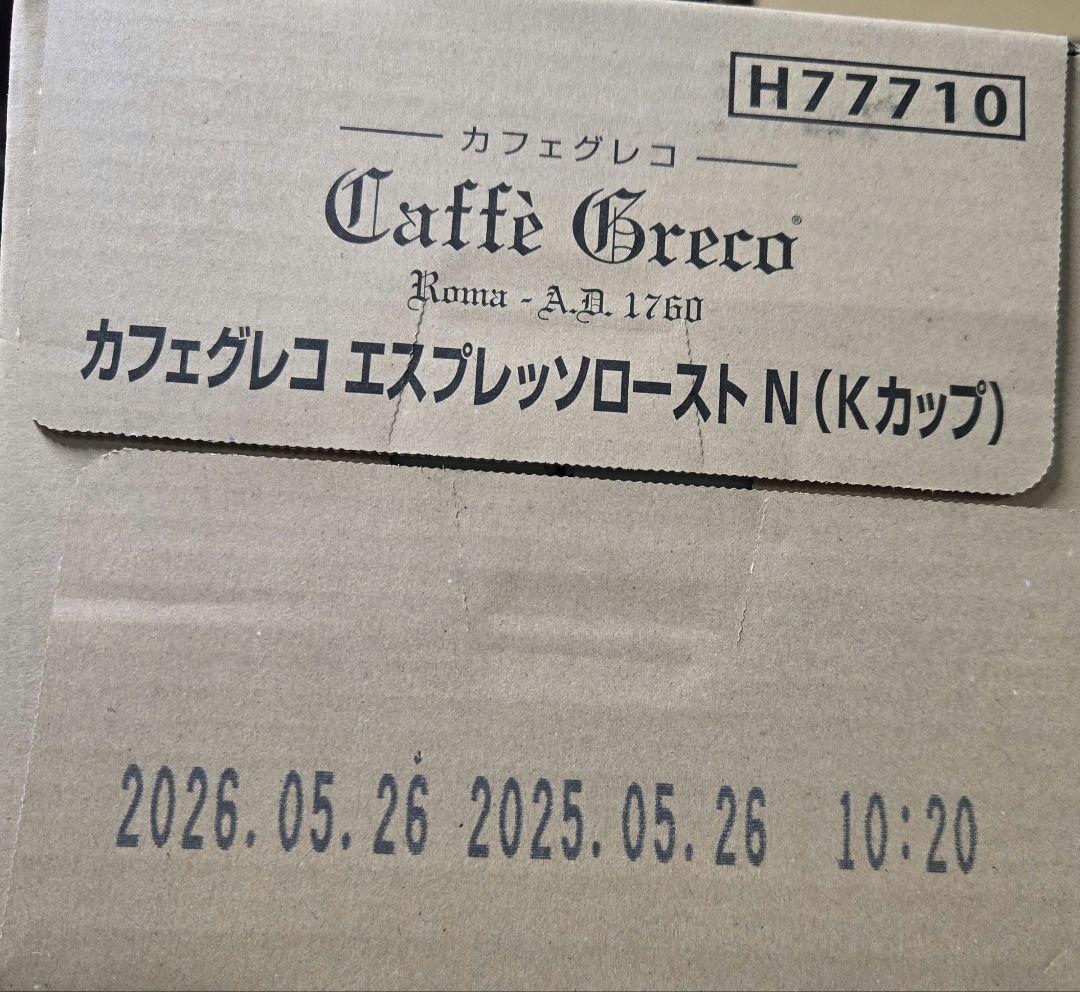 H77710
カフェグレコ
Caffè Greco®
Roma - A.D. 1760
カフェグレコ エスプレッソロースト N (Kカップ)
2026.05.26 2025.05.26 10:20